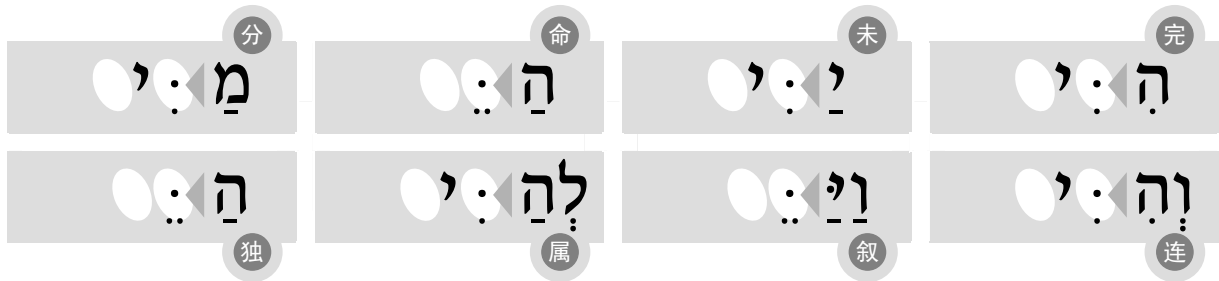 分 命 未 完
הִ◌ִּי יַ◌ִּי הַ◌ֵּ מַ◌ִּי
וְהִ◌ִּי וַיַּ◌ֵּ לְהַ◌ִּי הַ◌ֵּ
独 属 叙 连